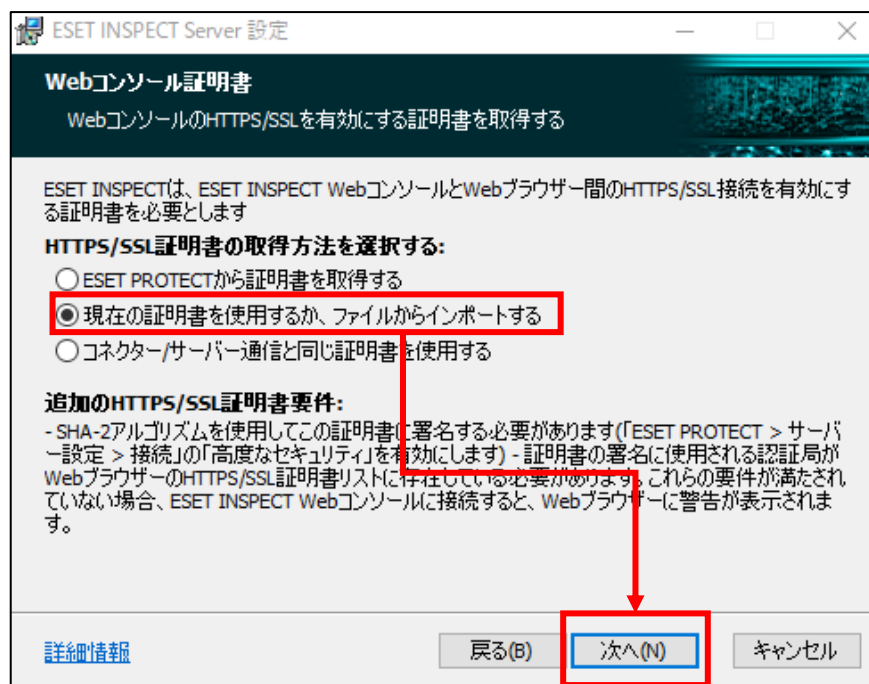 ESET INSPECT Server 設定
Webコンソール証明書
WebコンソールのHTTPS/SSLを有効にする証明書を取得する
ESET INSPECTは、ESET INSPECT WebコンソールとWebブラウザー間のHTTPS/SSL接続を有効にす
る証明書を必要とします
HTTPS/SSL証明書の取得方法を選択する:
ESET PROTECTから証明書を取得する
現在の証明書を使用するか、ファイルからインポートする
コネクター/サーバー通信と同じ証明書を使用する
追加のHTTPS/SSL証明書要件:
- SHA-2アルゴリズムを使用してこの証明書に署名する必要があります(「ESET PROTECT > サーバ
ー設定 > 接続」の「高度なセキュリティ」を有効にします) - 証明書の署名に使用される認証局が
WebブラウザーのHTTPS/SSL証明書リストに存在している必要があります。これらの要件が満たされ
ていない場合、ESET INSPECT Webコンソールに接続すると、Webブラウザーに警告が表示されま
す。
詳細情報
戻る(B)
次へ(N)
キャンセル